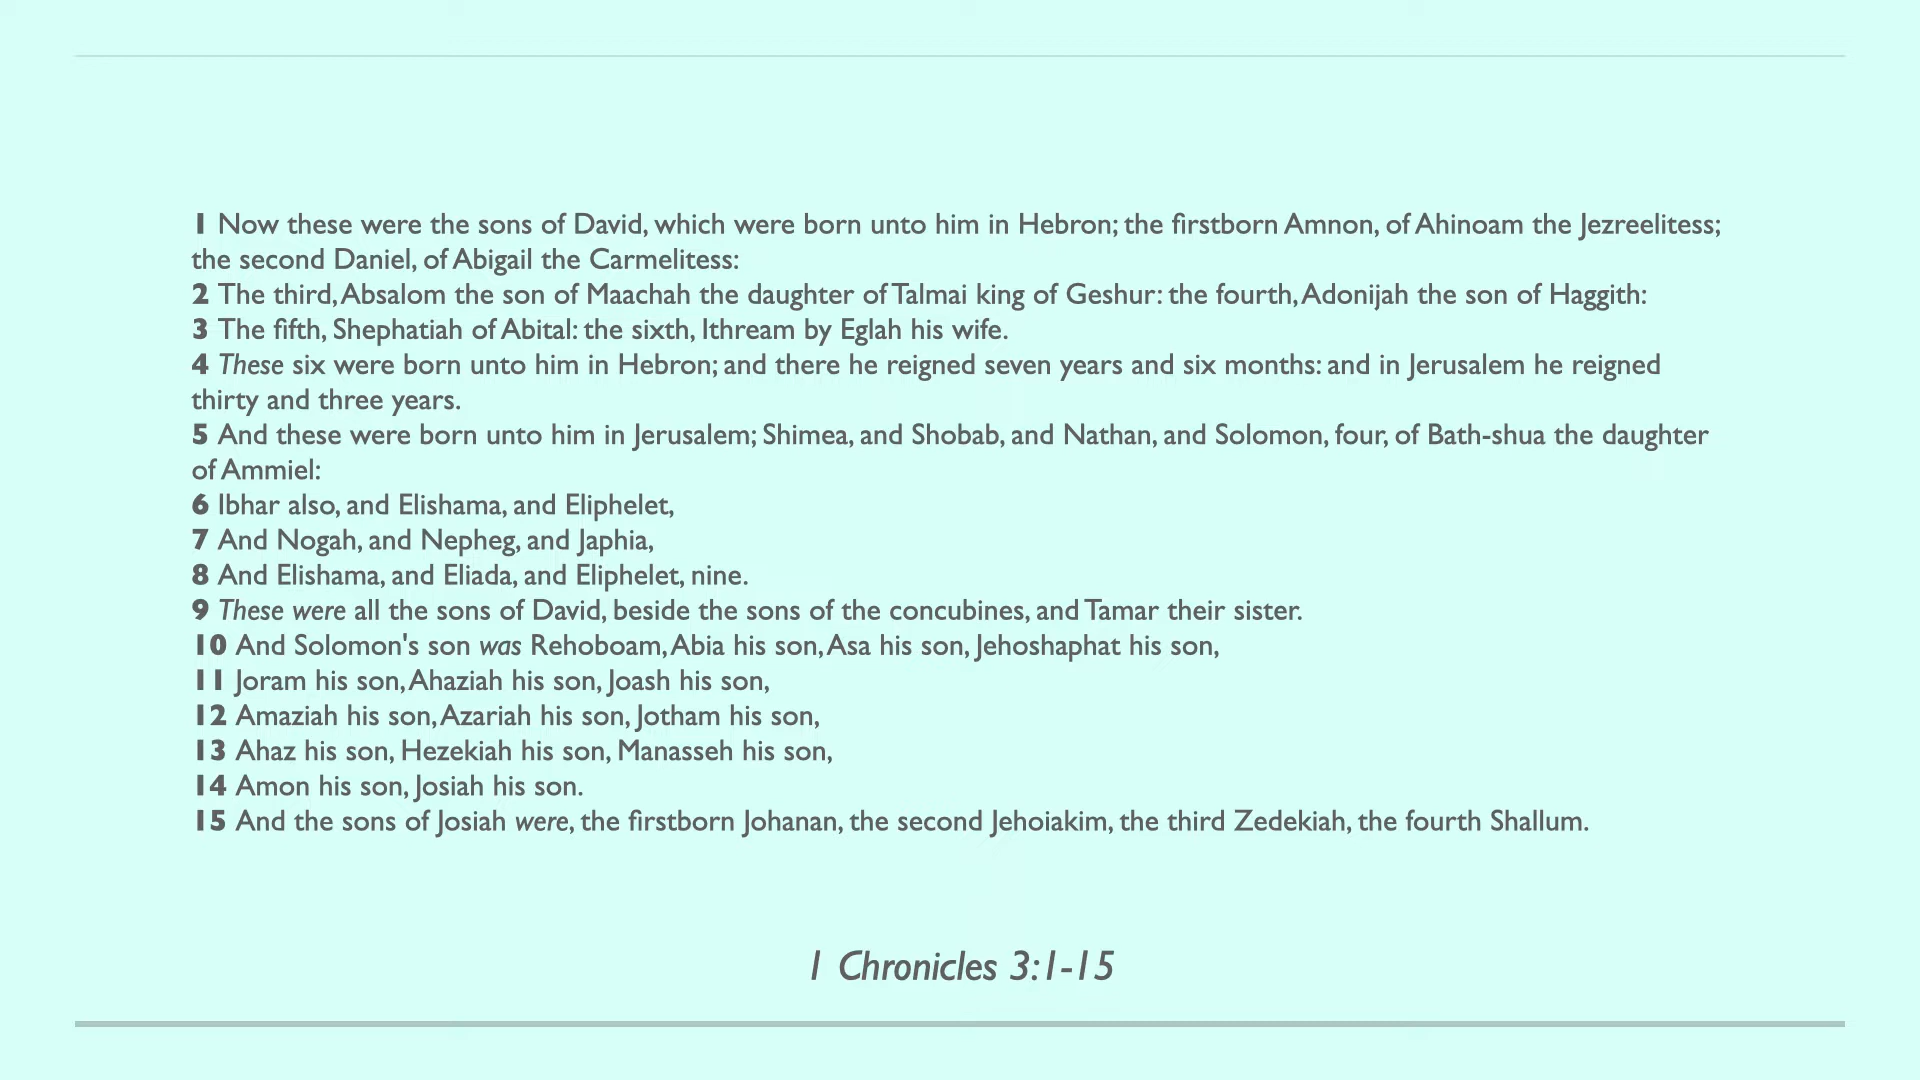 1 Now these were the sons of David, which were born unto him in Hebron; the firstborn Amnon, of Ahinoam the Jezreelitess;
the second Daniel, of Abigail the Carmelitess:
2 The third, Absalom the son of Maachah the daughter of Talmai king of Geshur: the fourth, Adonijah the son of Haggith:
3 The fifth, Shephatiah of Abital: the sixth, Ithream by Eglah his wife.
4 These six were born unto him in Hebron; and there he reigned seven years and six months: and in Jerusalem he reigned
thirty and three years.
5 And these were born unto him in Jerusalem; Shimea, and Shobab, and Nathan, and Solomon, four, of Bath-shua the daughter
of Ammiel:
6 Ibhar also, and Elishama, and Eliphelet,
7 And Nogah, and Nepheg, and Japhia,
8 And Elishama, and Eliada, and Eliphelet, nine.
9 These were all the sons of David, beside the sons of the concubines, and Tamar their sister.
10 And Solomon's son was Rehoboam, Abia his son, Asa his son, Jehoshaphat his son,
11 Joram his son, Ahaziah his son, Joash his son,
12 Amaziah his son, Azariah his son, Jotham his son,
13 Ahaz his son, Hezekiah his son, Manasseh his son,
14 Amon his son, Josiah his son.
15 And the sons of Josiah were, the firstborn Johanan, the second Jehoiakim, the third Zedekiah, the fourth Shallum.
1 Chronicles 3:1-15